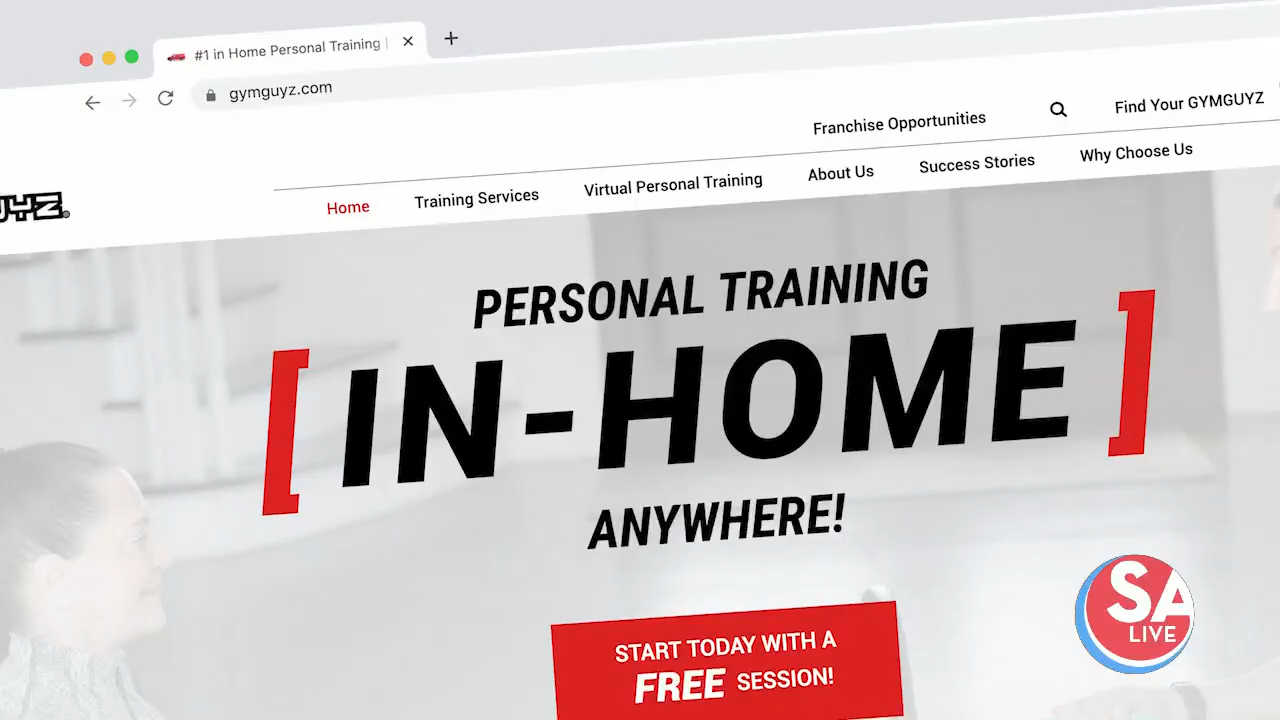 #1 in Home Personal Training |
gymguyz.com
Franchise Opportunities
Find Your GYMGUYZ
UYZ®
Home
Training Services
Virtual Personal Training
About Us
Success Stories
Why Choose Us
PERSONAL TRAINING
[IN-HOME]
ANYWHERE!
START TODAY WITH A
FREE SESSION!
SA
LIVE